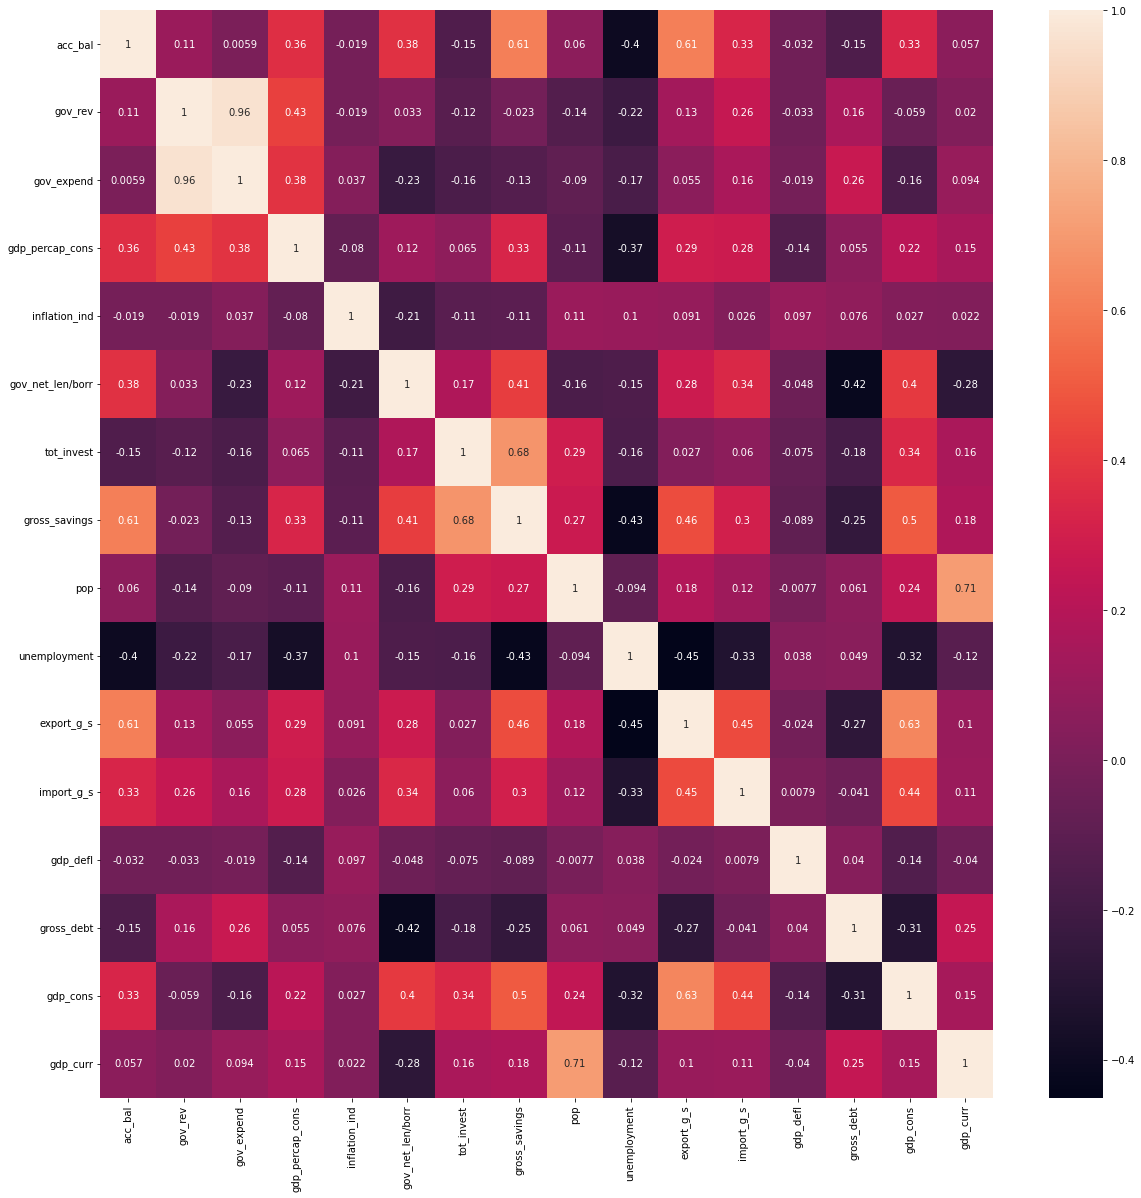 acc_bal 1 0.11 0.0059 0.36 -0.019 0.38 -0.15 0.61 0.06 -0.4 0.61 0.33 -0.032 -0.15 0.33 0.057
gov_rev 0.11 1 0.96 0.43 -0.019 0.033 -0.12 -0.023 -0.14 -0.22 0.13 0.26 -0.033 0.16 -0.059 0.02
gov_expend 0.0059 0.96 1 0.38 0.037 -0.23 -0.16 -0.13 -0.09 -0.17 0.055 0.16 -0.019 0.26 -0.16 0.094
gdp_percap_cons 0.36 0.43 0.38 1 -0.08 0.12 0.065 0.33 -0.11 -0.37 0.29 0.28 -0.14 0.055 0.22 0.15
inflation_ind -0.019 -0.019 0.037 -0.08 1 -0.21 -0.11 -0.11 0.11 0.1 0.091 0.026 0.097 0.076 0.027 0.022
gov_net_len/borr 0.38 0.033 -0.23 0.12 -0.21 1 0.17 0.41 -0.16 -0.15 0.28 0.34 -0.048 -0.42 0.4 -0.28
tot_invest -0.15 -0.12 -0.16 0.065 -0.11 0.17 1 0.68 0.29 -0.16 0.027 0.06 -0.075 -0.18 0.34 0.16
gross_savings 0.61 -0.023 -0.13 0.33 -0.11 0.41 0.68 1 0.27 -0.43 0.46 0.3 -0.089 -0.25 0.5 0.18
pop 0.06 -0.14 -0.09 -0.11 0.11 -0.16 0.29 0.27 1 -0.094 0.18 0.12 -0.0077 0.061 0.24 0.71
unemployment -0.4 -0.22 -0.17 -0.37 0.1 -0.15 -0.16 -0.43 -0.094 1 -0.45 -0.33 0.038 0.049 -0.32 -0.12
export_g_s 0.61 0.13 0.055 0.29 0.091 0.28 0.027 0.46 0.18 -0.45 1 0.45 -0.024 -0.27 0.63 0.1
import_g_s 0.33 0.26 0.16 0.28 0.026 0.34 0.06 0.3 0.12 -0.33 0.45 1 0.0079 -0.041 0.44 0.11
gdp_defl -0.032 -0.033 -0.019 -0.14 0.097 -0.048 -0.075 -0.089 -0.0077 0.038 -0.024 0.0079 1 0.04 -0.14 -0.04
gross_debt -0.15 0.16 0.26 0.055 0.076 -0.42 -0.18 -0.25 0.061 0.049 -0.27 -0.041 0.04 1 -0.31 0.25
gdp_cons 0.33 -0.059 -0.16 0.22 0.027 0.4 0.34 0.5 0.24 -0.32 0.63 0.44 -0.14 -0.31 1 0.15
gdp_curr 0.057 0.02 0.094 0.15 0.022 -0.28 0.16 0.18 0.71 -0.12 0.1 0.11 -0.04 0.25 0.15 1
acc_bal gov_rev gov_expend gdp_percap_cons inflation_ind gov_net_len/borr tot_invest gross_savings pop unemployment export_g_s import_g_s gdp_defl gross_debt gdp_cons gdp_curr
1.0
0.8
0.6
0.4
0.2
0.0
−0.2
−0.4